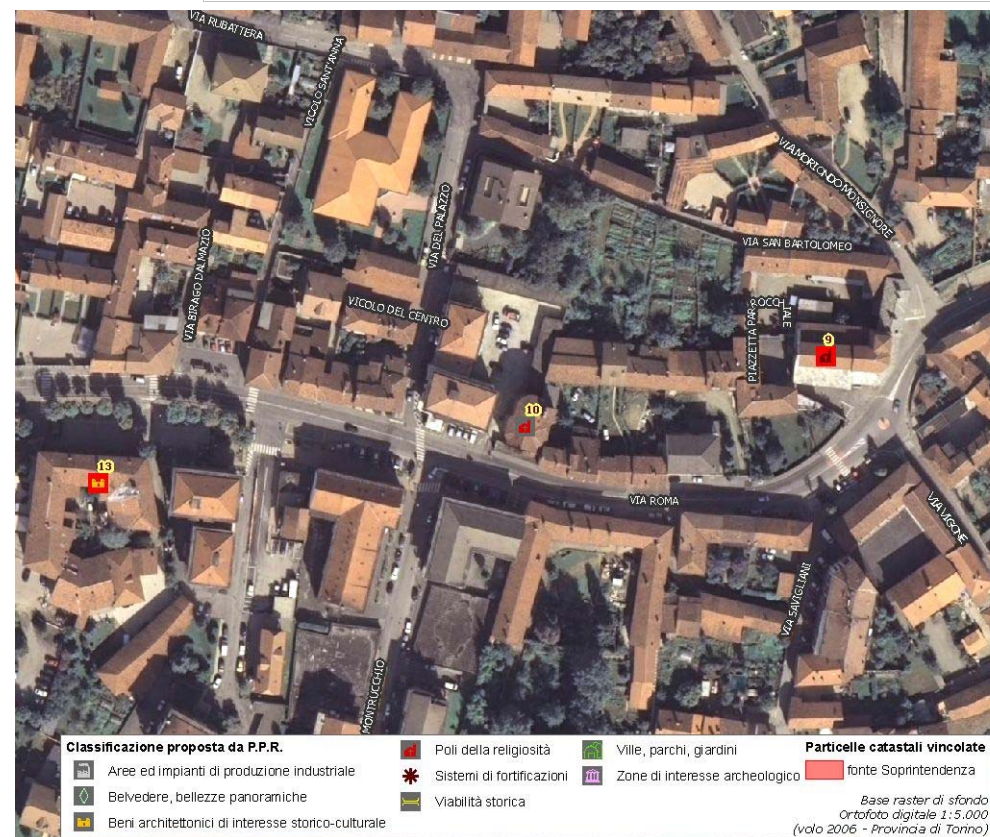 VIA RUBATTERA
VICOLO SANT'ANNA
VIA MORIONDO MONSIGNORE
VIA DEL PALAZZO
VIA SAN BARTOLOMEO
VIA BIRAGO DALMAZIO
VICOLO DEL CENTRO
PIAZZETTA PARROCCHIALE
9
10
13
VIA ROMA
VIA VIGONE
VIA SAVIGLIANI
MONTRUCCHIO
Classificazione proposta da P.P.R.
Aree ed impianti di produzione industriale
Belvedere, bellezze panoramiche
Beni architettonici di interesse storico-culturale
Poli della religiosità
Sistemi di fortificazioni
Viabilità storica
Ville, parchi, giardini
Zone di interesse archeologico
Particelle catastali vincolate
fonte Soprintendenza
Base raster di sfondo
Ortofoto digitale 1:5.000
(volo 2006 - Provincia di Torino)